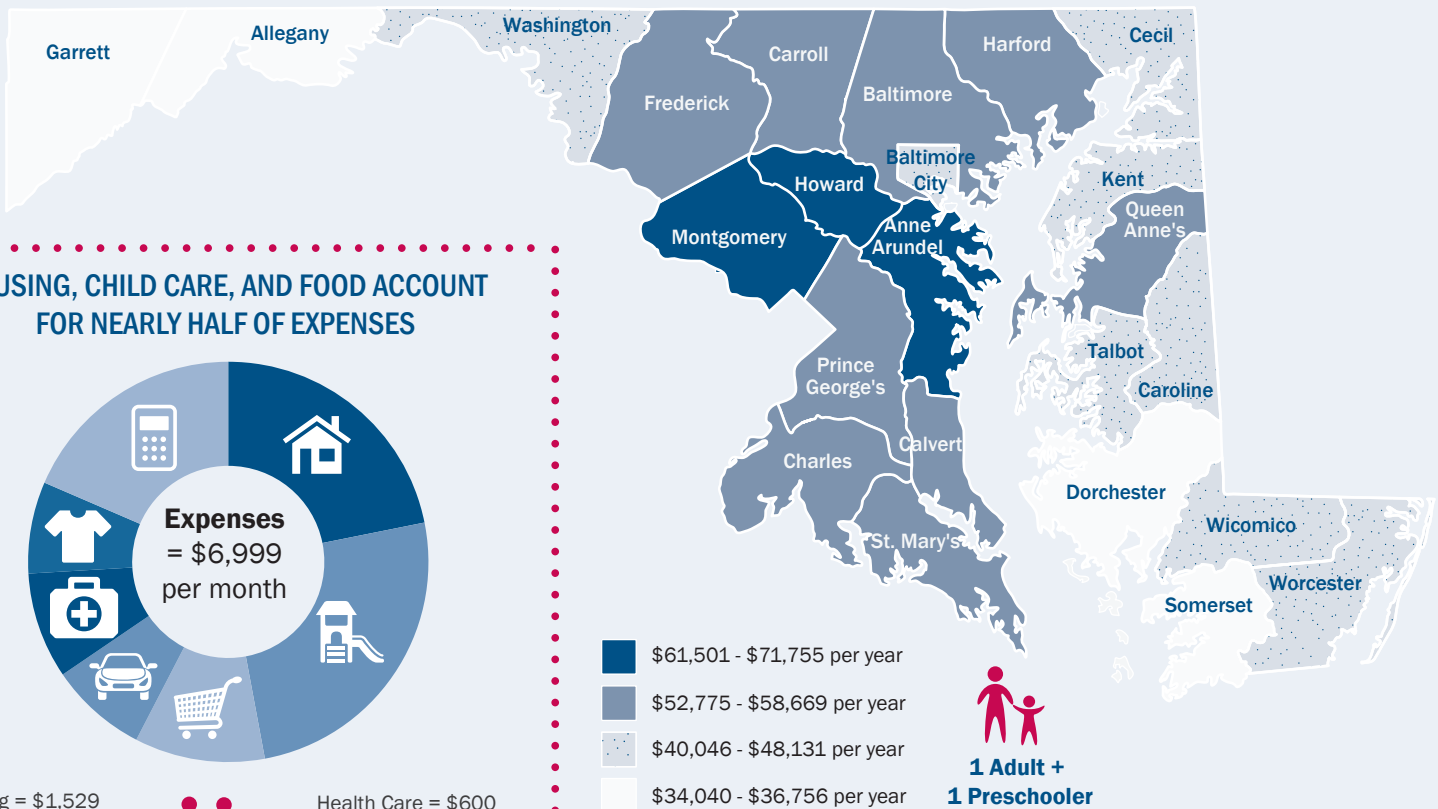 Garrett
Allegany
Washington
Frederick
Carroll
Baltimore
Harford
Cecil
Baltimore
City
Howard
Montgomery
Anne
Arundel
Kent
Queen
Anne's
Talbot
Caroline
Prince
George's
Calvert
Charles
St. Mary's
Dorchester
Wicomico
Worcester
Somerset
USING, CHILD CARE, AND FOOD ACCOUNT
FOR NEARLY HALF OF EXPENSES
Expenses
= $6,999
per month
g = $1,529
Health Care = $600
$61,501 - $71,755 per year
$52,775 - $58,669 per year
$40,046 - $48,131 per year
$34,040 - $36,756 per year
1 Adult +
1 Preschooler